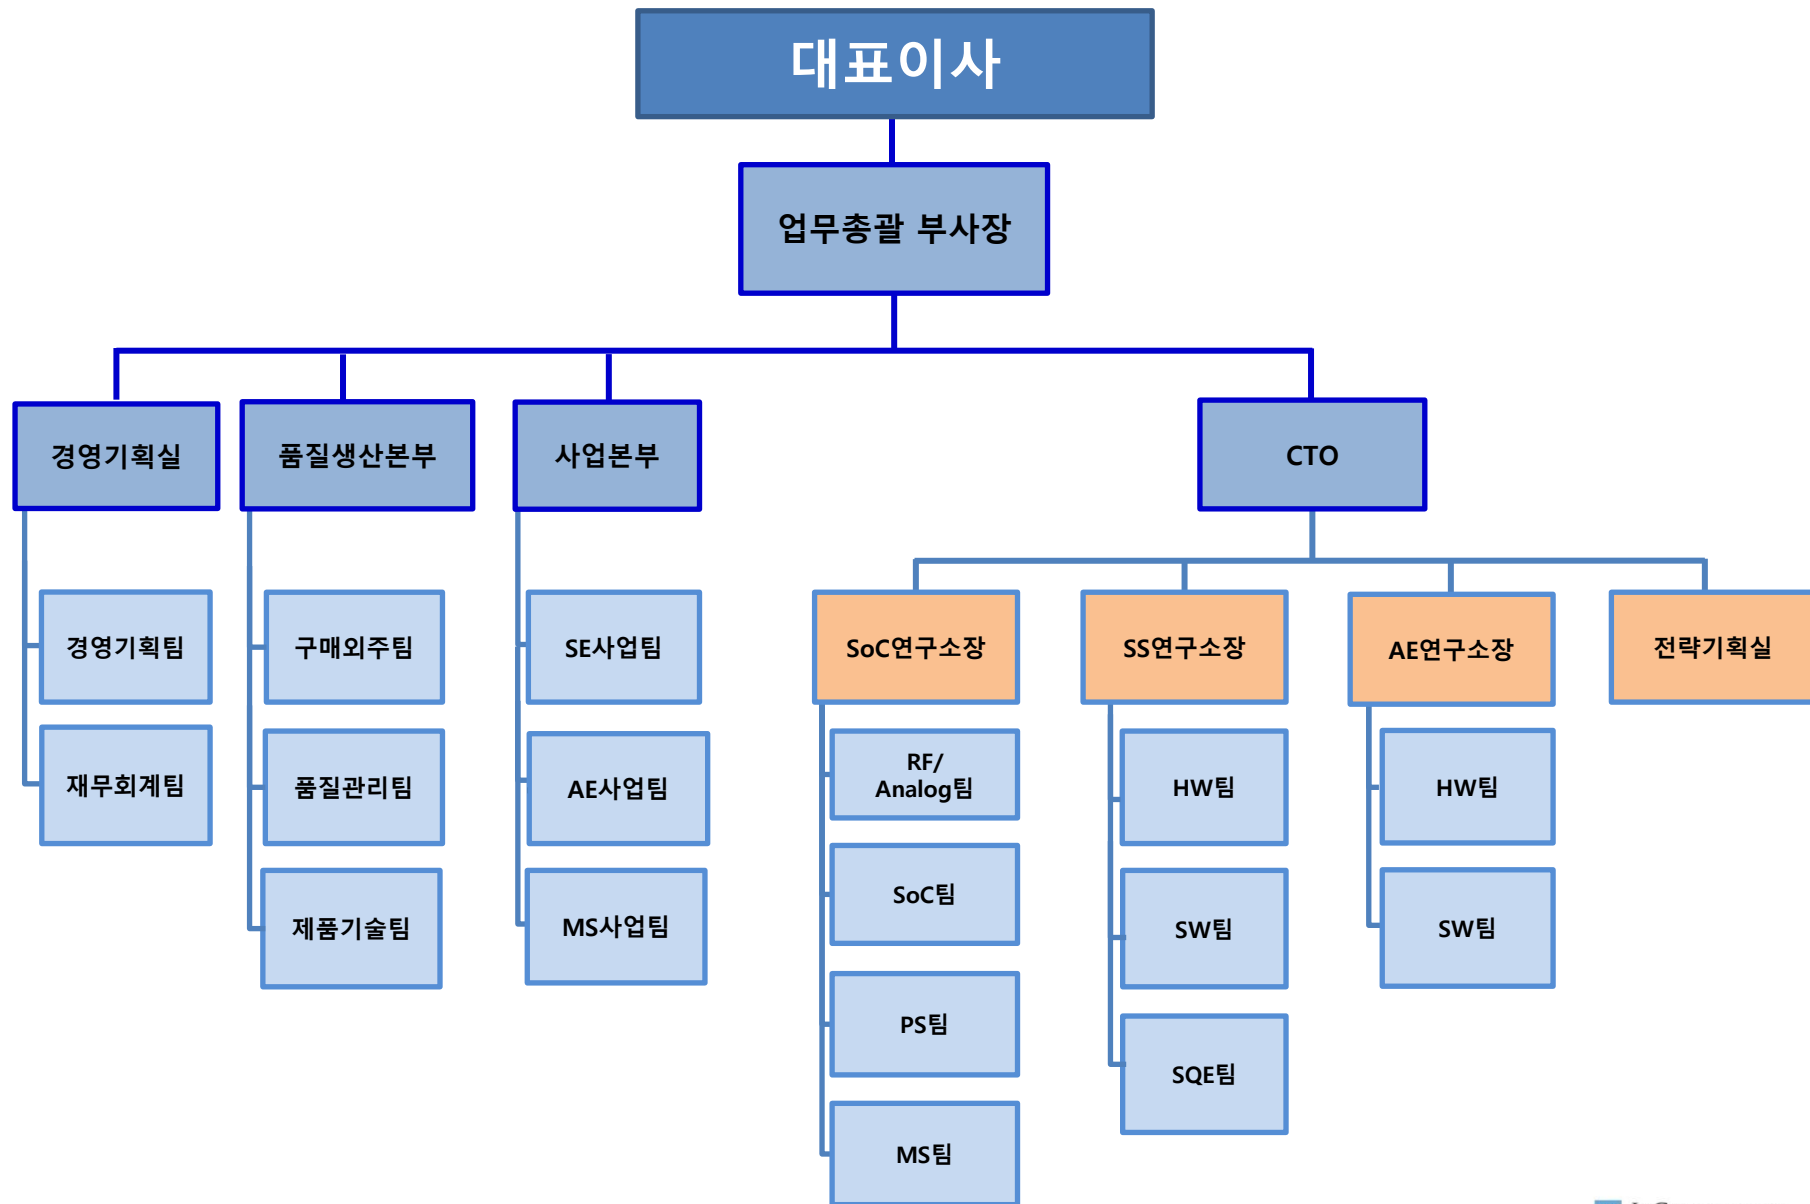 대표이사
업무총괄 부사장
경영기획실
품질생산본부
사업본부
CTO
경영기획팀
구매외주팀
SE사업팀
SoC연구소장
SS연구소장
AE연구소장
전략기획실
재무회계팀
품질관리팀
AE사업팀
RF/
Analog팀
HW팀
HW팀
제품기술팀
MS사업팀
SoC팀
SW팀
SW팀
PS팀
SQE팀
MS팀